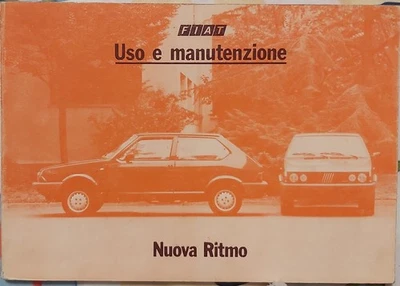 FIAT
Uso e manutenzione
Nuova Ritmo